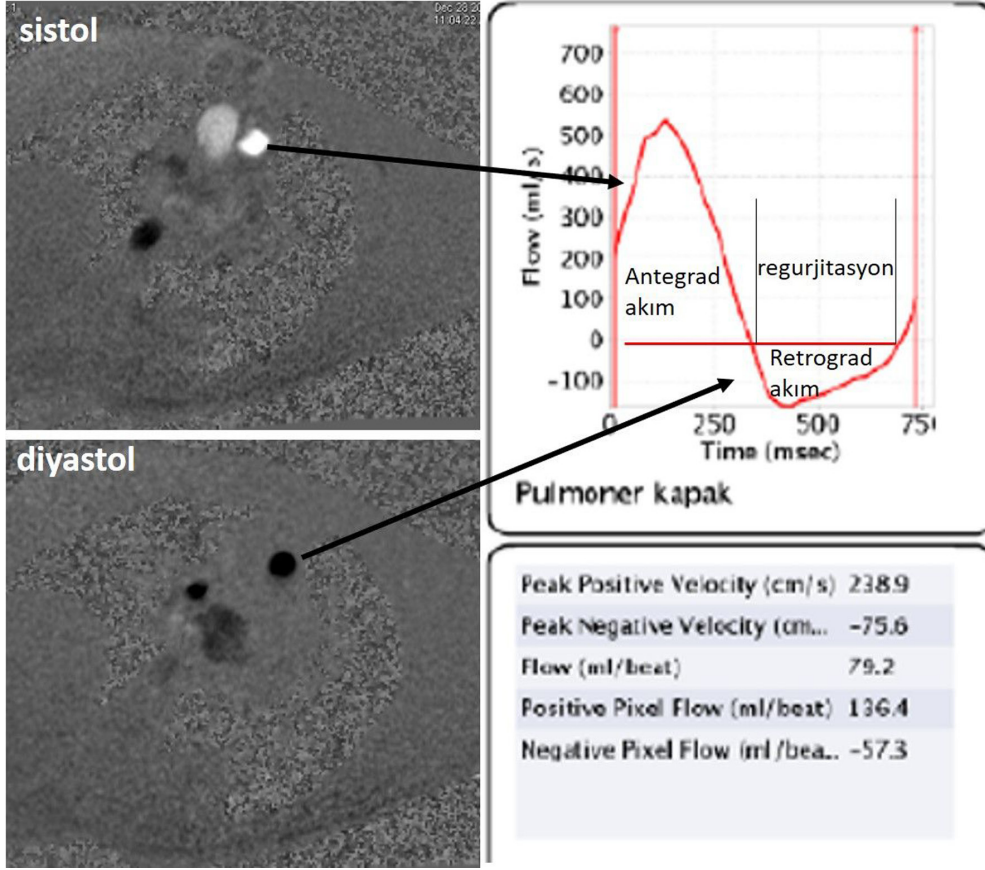 1
Dec 28 20
11:04:22
sistol
diyastol
700
600
500
400
300
200
100
0
-100
Flow (ml/s)
Antegrad
akım
regurjitasyon
Retrograd
akım
0
250
500
75
Time (msec)
Pulmoner kapak
Peak Positive Velocity (cm/s) 238.9
Peak Negative Velocity (cm... -75.6
Flow (ml/beat) 79.2
Positive Pixel Flow (ml/beat) 136.4
Negative Pixel Flow (ml/bea... -57.3